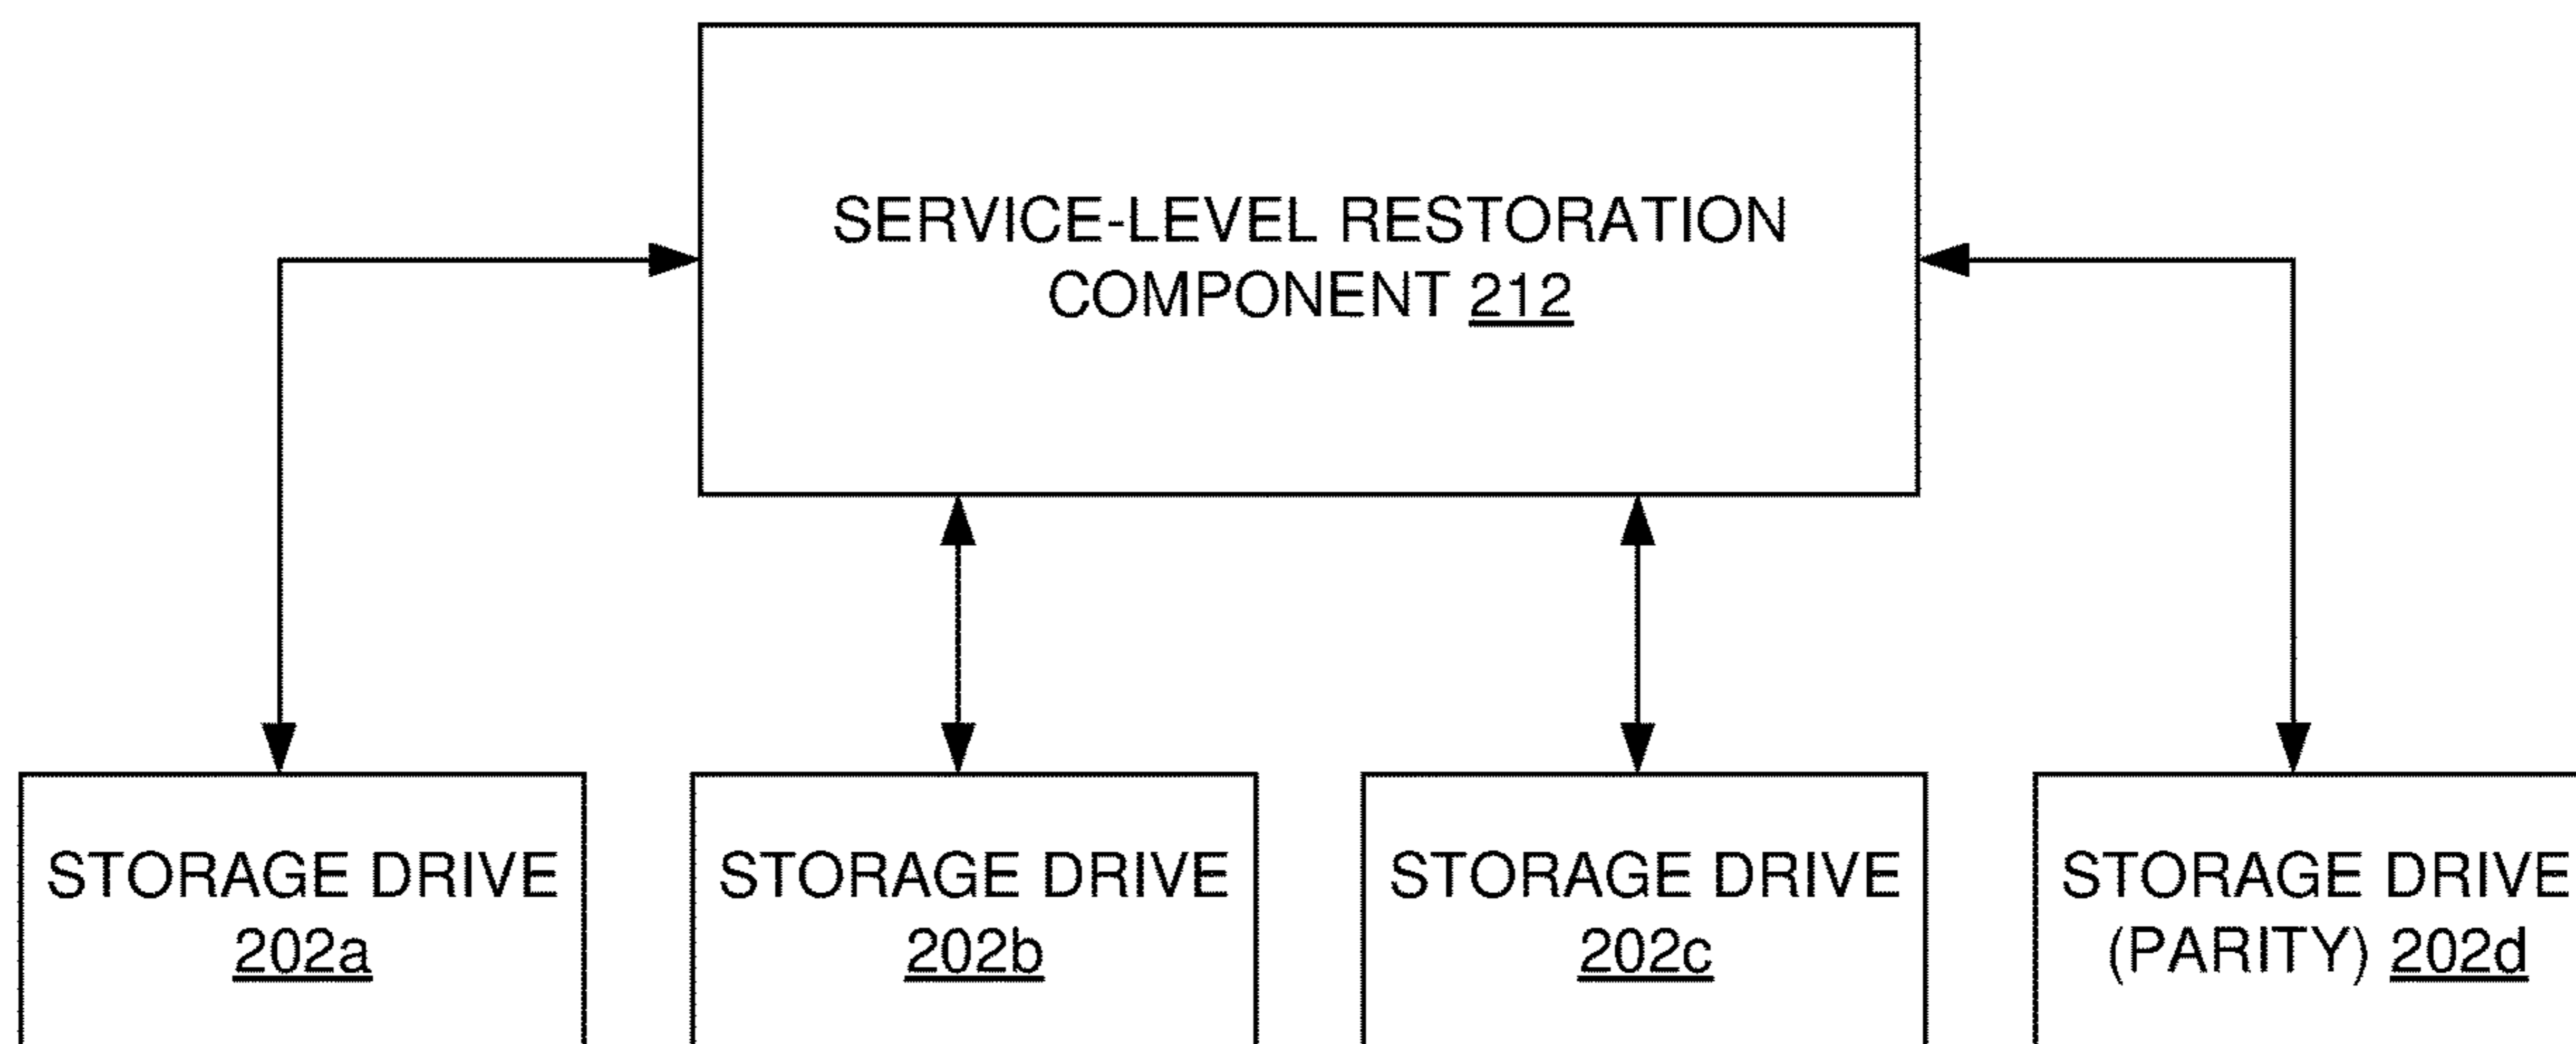 SERVICE-LEVEL RESTORATION
COMPONENT 212
STORAGE DRIVE
202a
STORAGE DRIVE
202b
STORAGE DRIVE
202c
STORAGE DRIVE
(PARITY) 202d